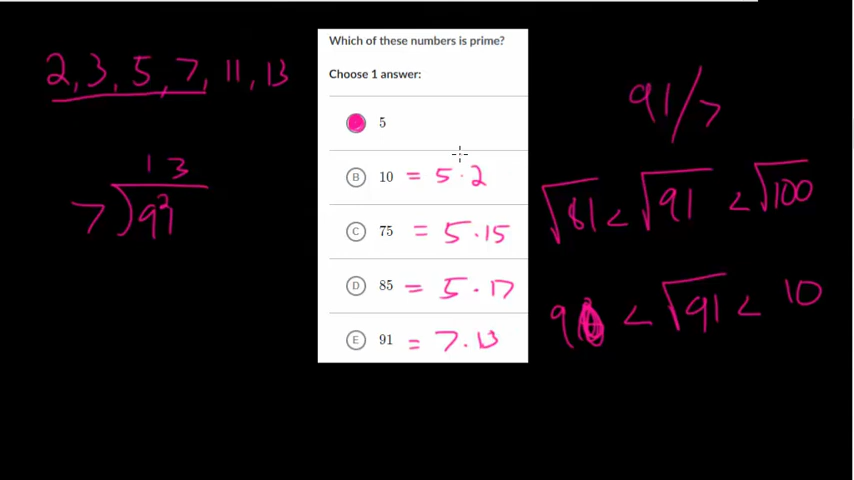 2, 3, 5, 7, 11, 13
13
7)91
Which of these numbers is prime?
Choose 1 answer:
5
B 10 = 5·2
C 75 = 5·15
D 85 = 5·17
E 91 = 7·13
91/7
√81 < √91 < √100
9 < √91 < 10